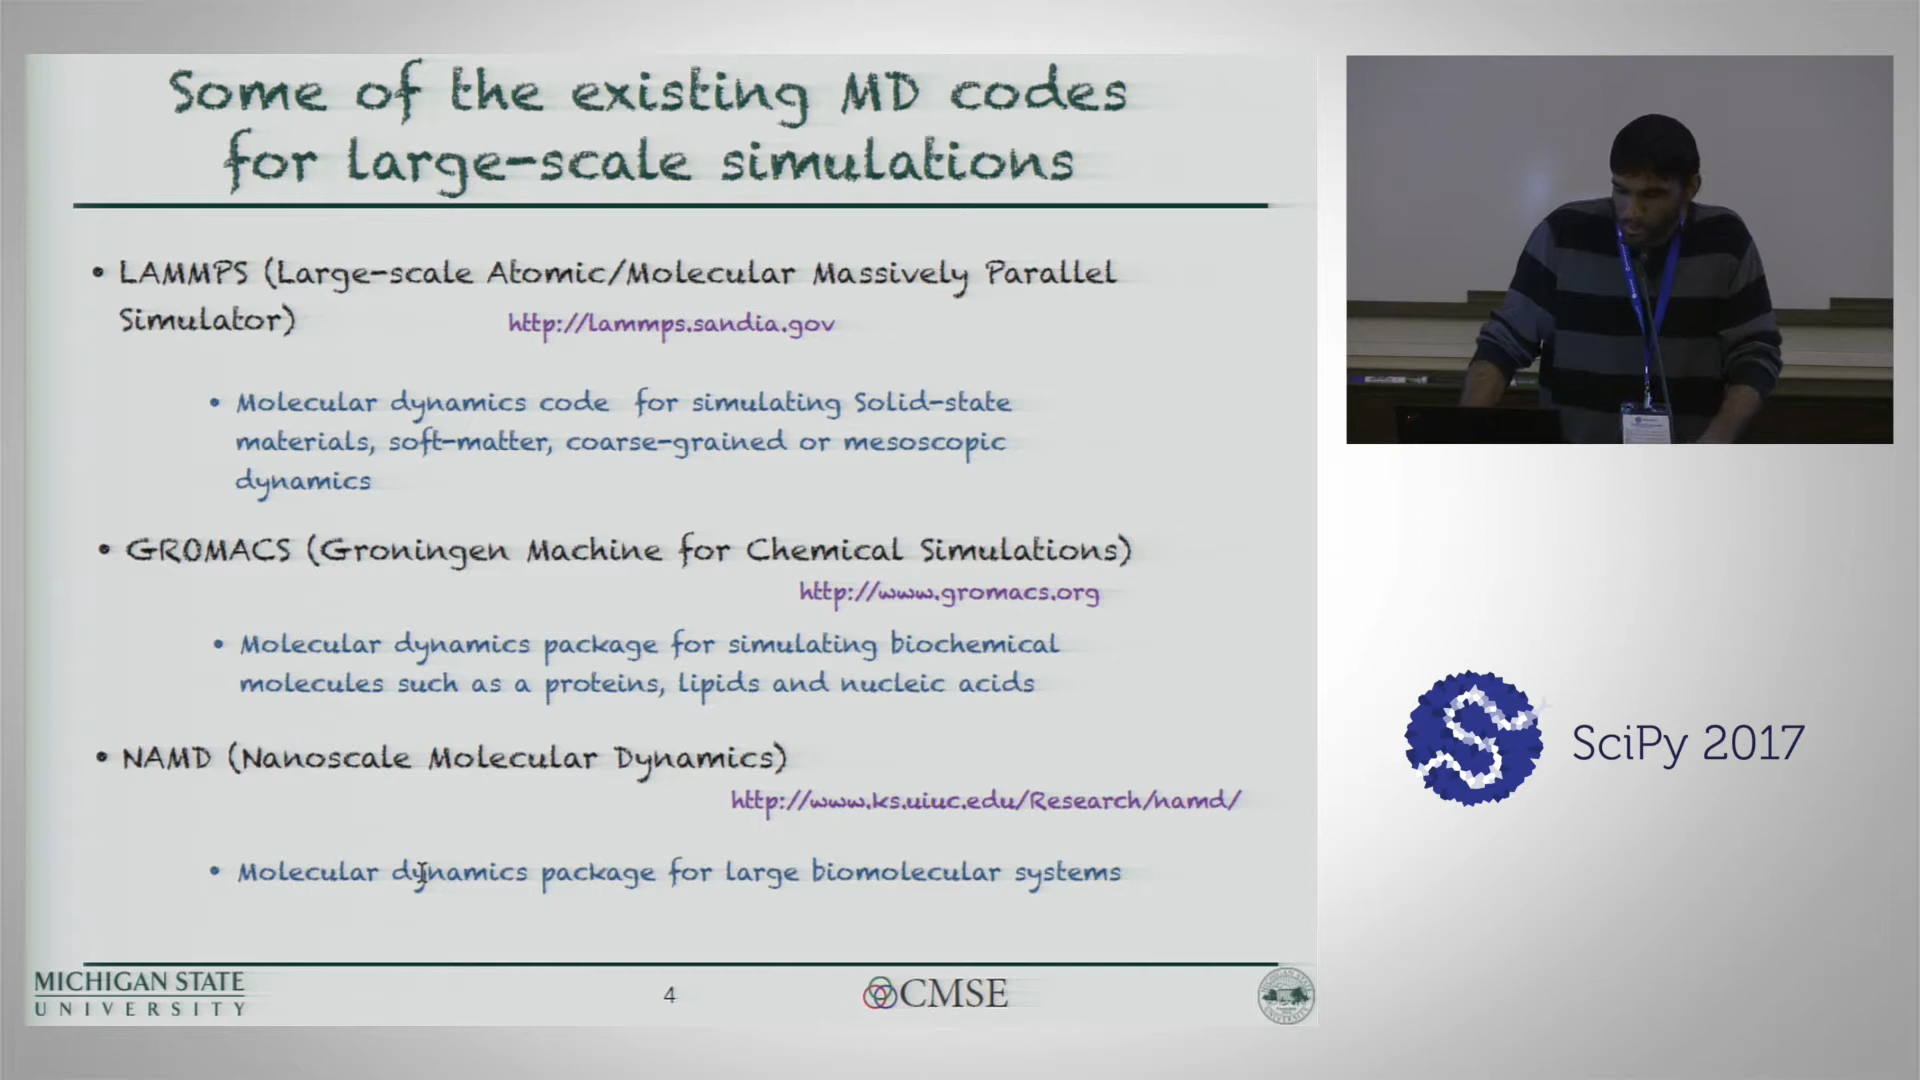 Some of the existing MD codes
for large-scale simulations
• LAMMPS (Large-scale Atomic/Molecular Massively Parallel
Simulator)
http://lammps.sandia.gov
• Molecular dynamics code for simulating Solid-state
materials, soft-matter, coarse-grained or mesoscopic
dynamics
• GROMACS (Groningen Machine for Chemical Simulations)
http://www.gromacs.org
• Molecular dynamics package for simulating biochemical
molecules such as a proteins, lipids and nucleic acids
• NAMD (Nanoscale Molecular Dynamics)
http://www.ks.uiuc.edu/Research/namd/
• Molecular dynamics package for large biomolecular systems
MICHIGAN STATE
UNIVERSITY
4
CMSE
SciPy 2017